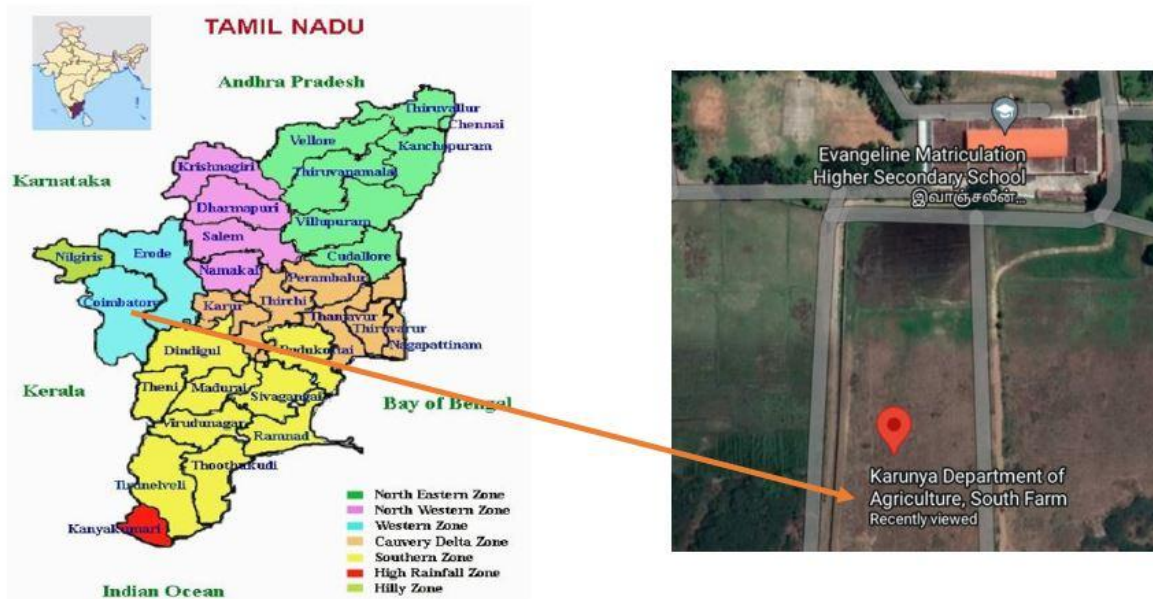 TAMIL NADU
Andhra Pradesh
Thiruvallur
Chennai
Vellore
Kanchepuram
Krishnagiri
Thiruvanamalai
Karnataka
Dharmapuri
Villupuram
Salem
Erode
Nilgiris
Cudallore
Namakal
Perambalur
Coimbatory
Karur
Thirchi
Thanjavur
Thiruvarur
Nagapattinam
Pudukottai
Dindigul
Kerala
Theni
Madurai
Sivagangai
Bay of Bengal
Virudunagar
Ramnad
Thoothukudi
Tirunelveli
Kanyakumari
North Eastern Zone
North Western Zone
Western Zone
Cauvery Delta Zone
Southern Zone
High Rainfall Zone
Hilly Zone
Indian Ocean
Evangeline Matriculation
Higher Secondary School
இவாஞ்சலீன்...
Karunya Department of
Agriculture, South Farm
Recently viewed